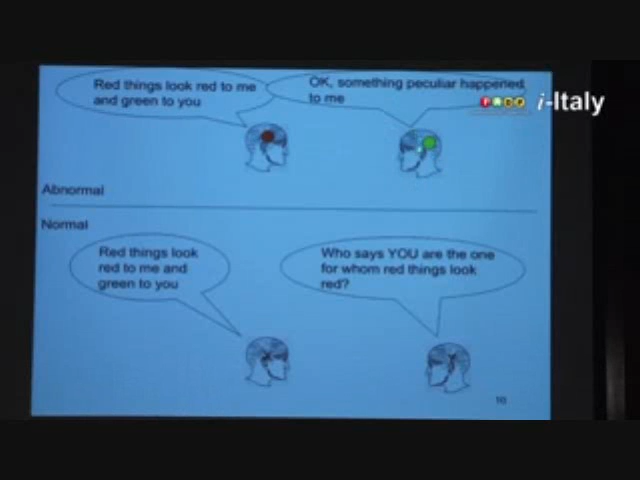 Red things look red to me
and green to you
OK, something peculiar happened
to me
i-Italy
Abnormal
Normal
Red things look
red to me and
green to you
Who says YOU are the one
for whom red things look
red?
10